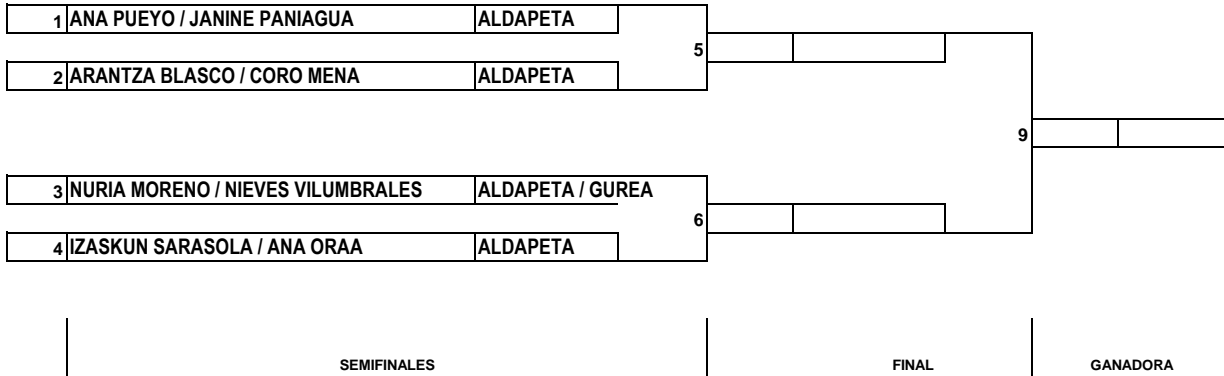 1 ANA PUEYO / JANINE PANIAGUA ALDAPETA
5
2 ARANTZA BLASCO / CORO MENA ALDAPETA
9
3 NURIA MORENO / NIEVES VILUMBRALES ALDAPETA / GUREA
6
4 IZASKUN SARASOLA / ANA ORAA ALDAPETA
SEMIFINALES FINAL GANADORA